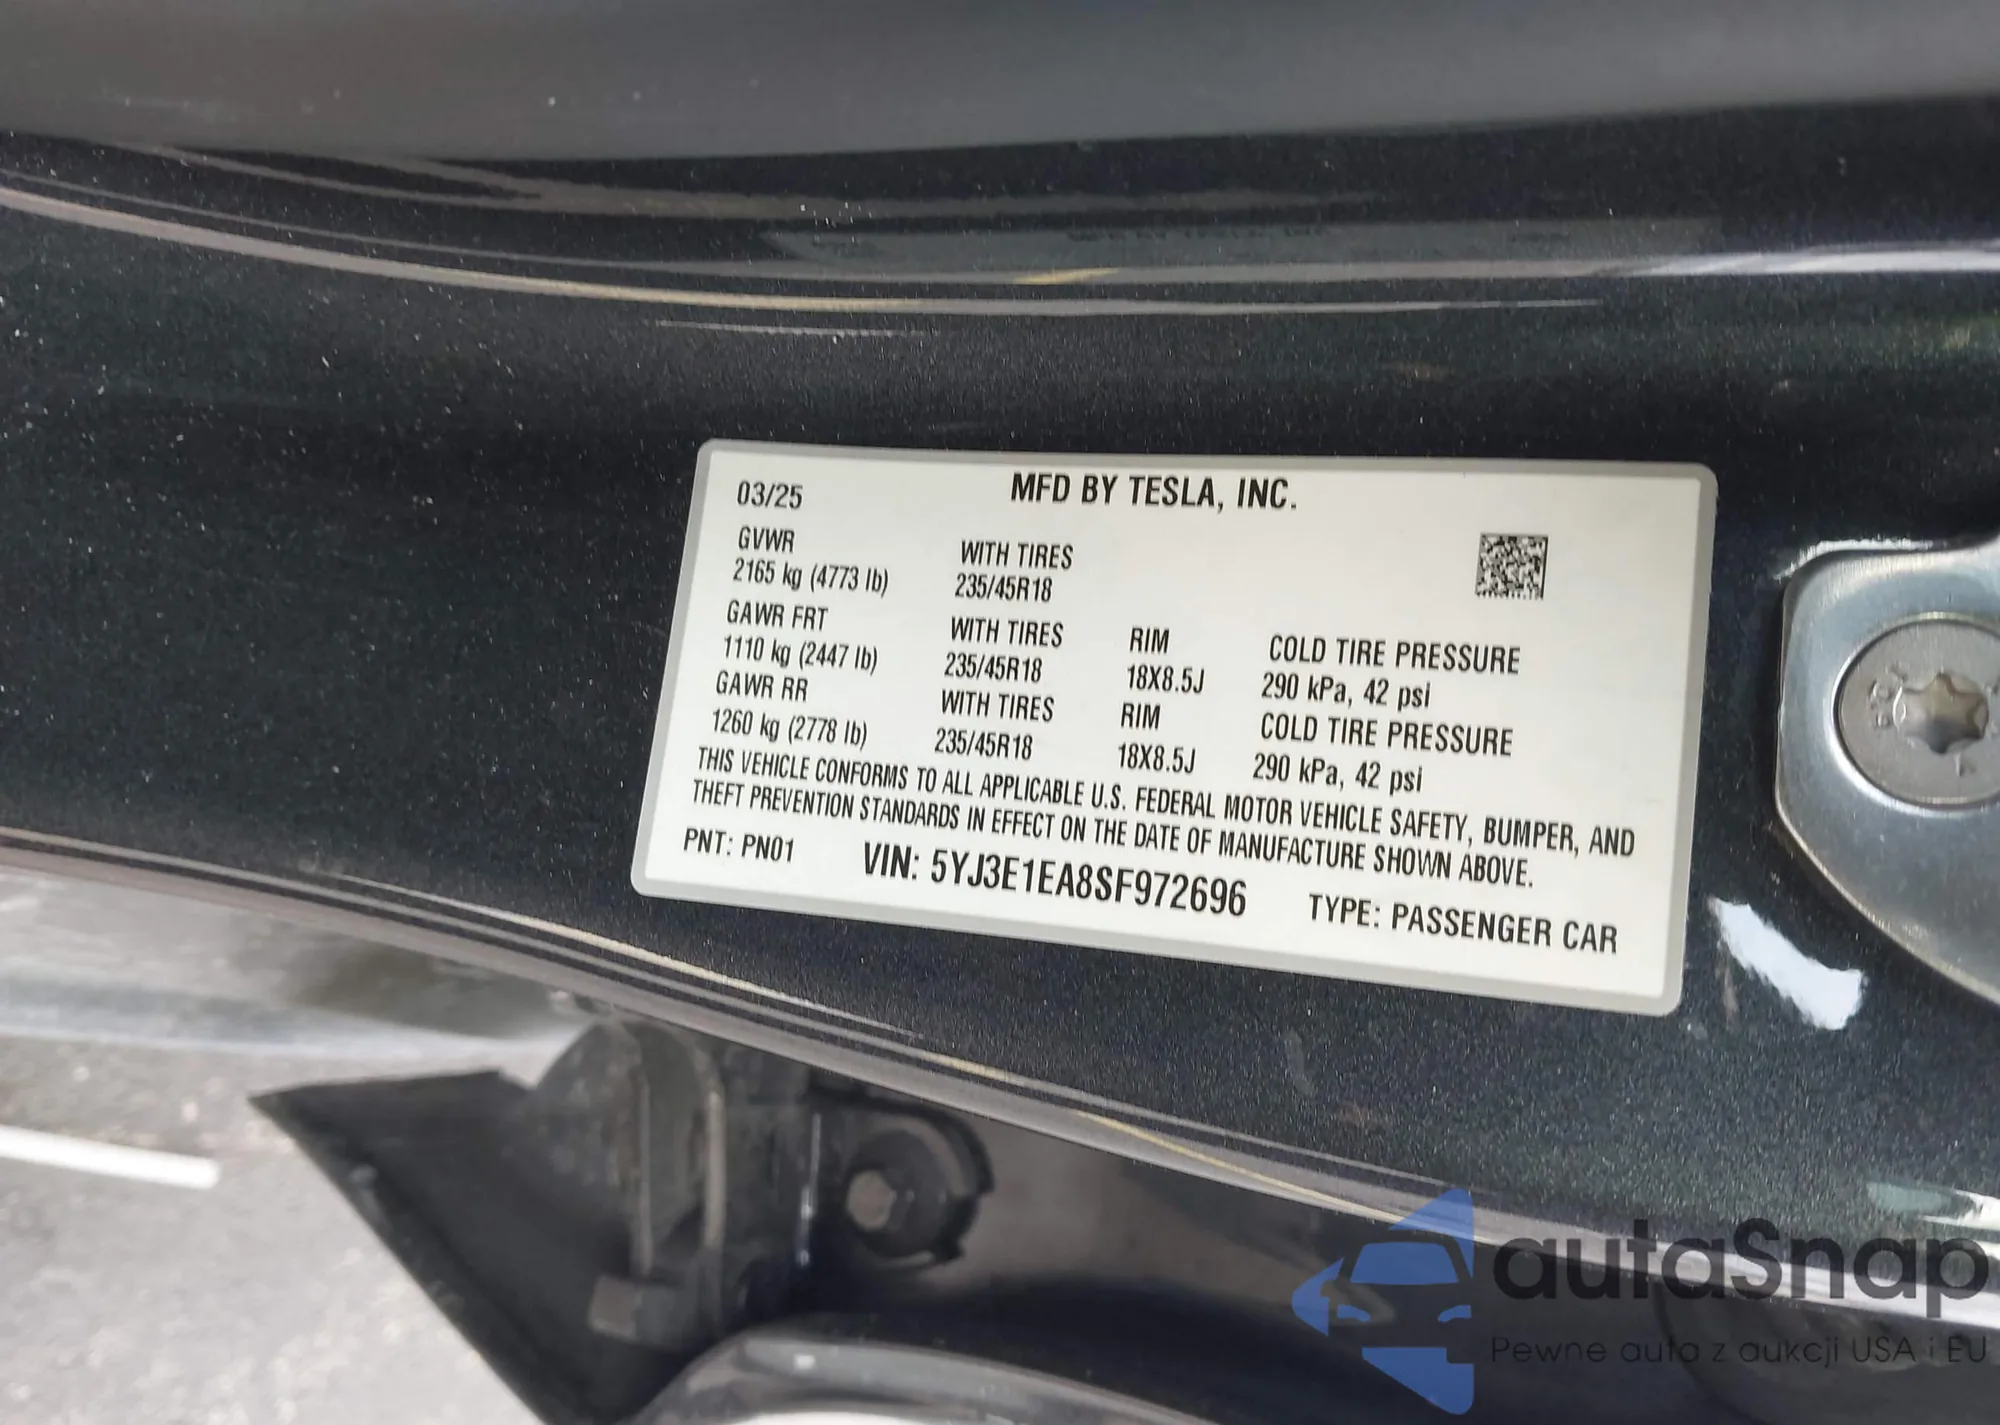 03/25 MFD BY TESLA, INC.
GVWR WITH TIRES
2165 kg (4773 lb) 235/45R18
GAWR FRT WITH TIRES RIM COLD TIRE PRESSURE
1110 kg (2447 lb) 235/45R18 18X8.5J 290 kPa, 42 psi
GAWR RR WITH TIRES RIM COLD TIRE PRESSURE
1260 kg (2778 lb) 235/45R18 18X8.5J 290 kPa, 42 psi
THIS VEHICLE CONFORMS TO ALL APPLICABLE U.S. FEDERAL MOTOR VEHICLE SAFETY, BUMPER, AND
THEFT PREVENTION STANDARDS IN EFFECT ON THE DATE OF MANUFACTURE SHOWN ABOVE.
PNT: PN01 VIN: 5YJ3E1EA8SF972696 TYPE: PASSENGER CAR
autaSnap
Pewne auta z aukcji USA i EU